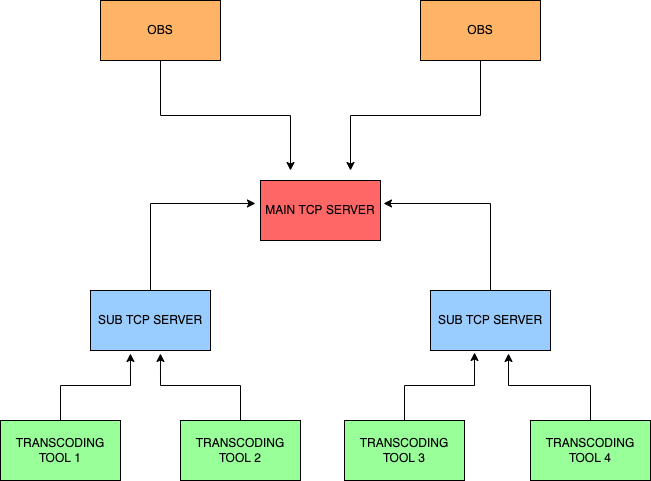 OBS
OBS
MAIN TCP SERVER
SUB TCP SERVER
SUB TCP SERVER
TRANSCODING
TOOL 1
TRANSCODING
TOOL 2
TRANSCODING
TOOL 3
TRANSCODING
TOOL 4